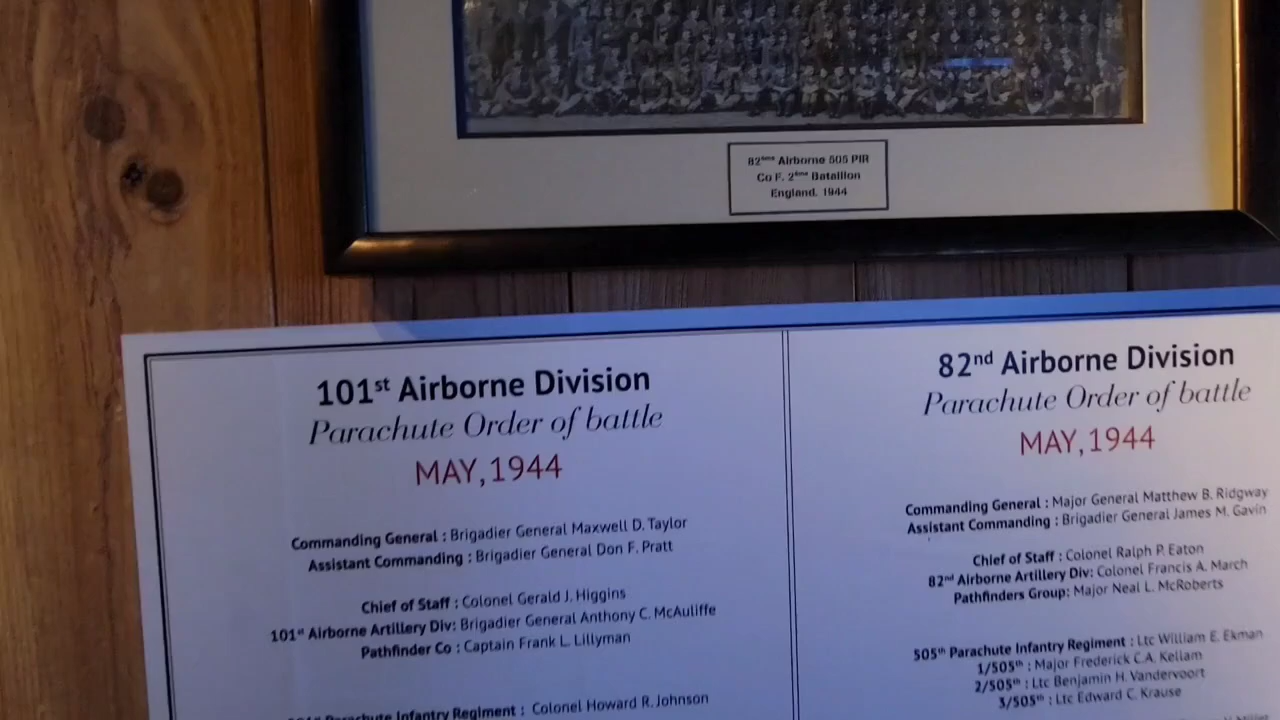 82ème Airborne 505 PIR
Co F. 2ème Bataillon
England. 1944
101st Airborne Division
Parachute Order of battle
MAY, 1944
Commanding General : Brigadier General Maxwell D. Taylor
Assistant Commanding : Brigadier General Don F. Pratt
Chief of Staff : Colonel Gerald J. Higgins
101st Airborne Artillery Div: Brigadier General Anthony C. McAuliffe
Pathfinder Co : Captain Frank L. Lillyman
Parachute Infantry Regiment : Colonel Howard R. Johnson
82nd Airborne Division
Parachute Order of battle
MAY, 1944
Commanding General : Major General Matthew B. Ridgway
Assistant Commanding : Brigadier General James M. Gavin
Chief of Staff : Colonel Ralph P. Eaton
82nd Airborne Artillery Div: Colonel Francis A. March
Pathfinders Group: Major Neal L. McRoberts
505th Parachute Infantry Regiment : Ltc William E. Ekman
1/505th : Major Frederick C.A. Kellam
2/505th : Ltc Benjamin H. Vandervoort
3/505th : Ltc Edward C. Krause